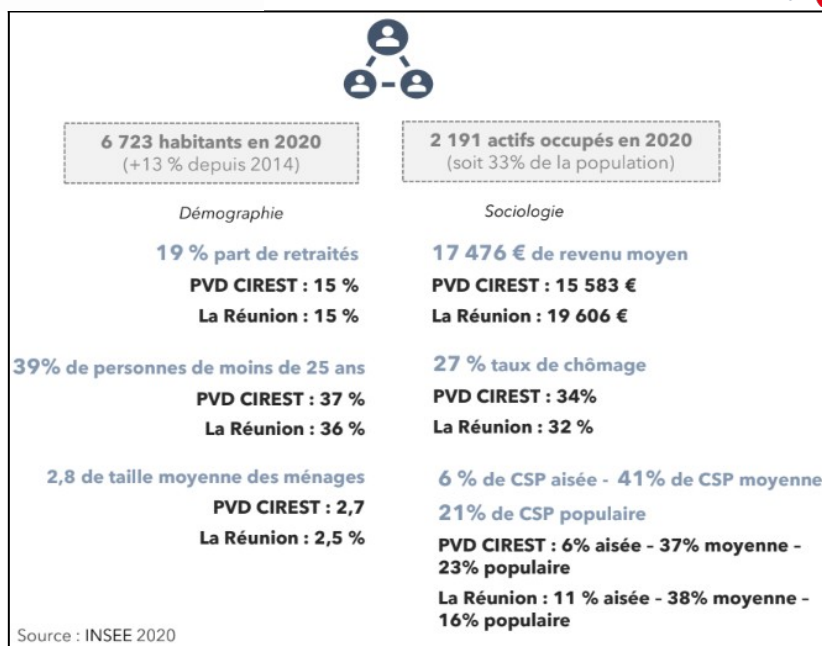 6 723 habitants en 2020
(+13 % depuis 2014)
2 191 actifs occupés en 2020
(soit 33% de la population)
Démographie
19 % part de retraités
PVD CIREST : 15 %
La Réunion : 15 %
39% de personnes de moins de 25 ans
PVD CIREST : 37 %
La Réunion : 36 %
2,8 de taille moyenne des ménages
PVD CIREST : 2,7
La Réunion : 2,5 %
Sociologie
17 476 € de revenu moyen
PVD CIREST : 15 583 €
La Réunion : 19 606 €
27 % taux de chômage
PVD CIREST : 34%
La Réunion : 32 %
6 % de CSP aisée - 41% de CSP moyenne
21% de CSP populaire
PVD CIREST : 6% aisée – 37% moyenne –
23% populaire
La Réunion : 11 % aisée – 38% moyenne –
16% populaire
Source : INSEE 2020